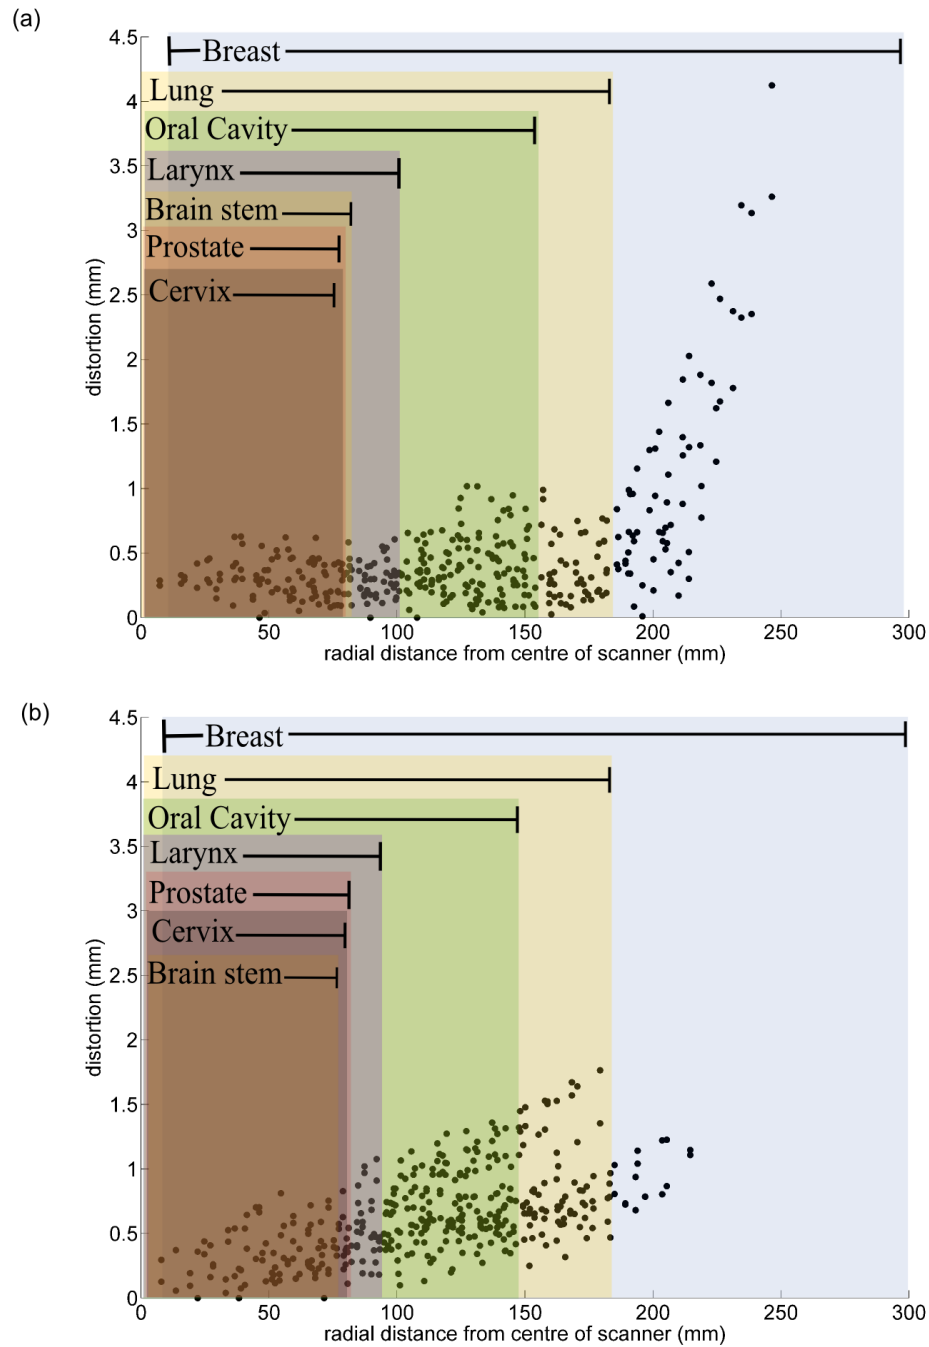 (a)
4.5
Breast
4
Lung
Oral Cavity
3.5
Larynx
Brain stem
3
Prostate
Cervix
2.5
distortion (mm)
2
1.5
1
0.5
0
0 50 100 150 200 250 300
radial distance from centre of scanner (mm)
(b)
4.5
Breast
4
Lung
Oral Cavity
3.5
Larynx
Prostate
3
Cervix
Brain stem
2.5
distortion (mm)
2
1.5
1
0.5
0
0 50 100 150 200 250 300
radial distance from centre of scanner (mm)